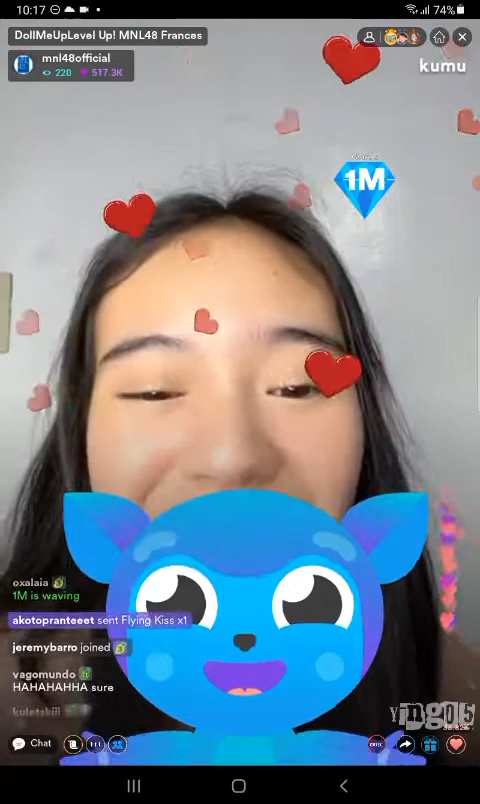 10:17
74%
DollMeUpLevel Up! MNL48 Frances
mnl48official
220 517.3K
kumu
1M
oxalaia
1M is waving
akotopranteeet sent Flying Kiss x1
jeremybarro joined
vagomundo
HAHAHAHHA sure
Chat